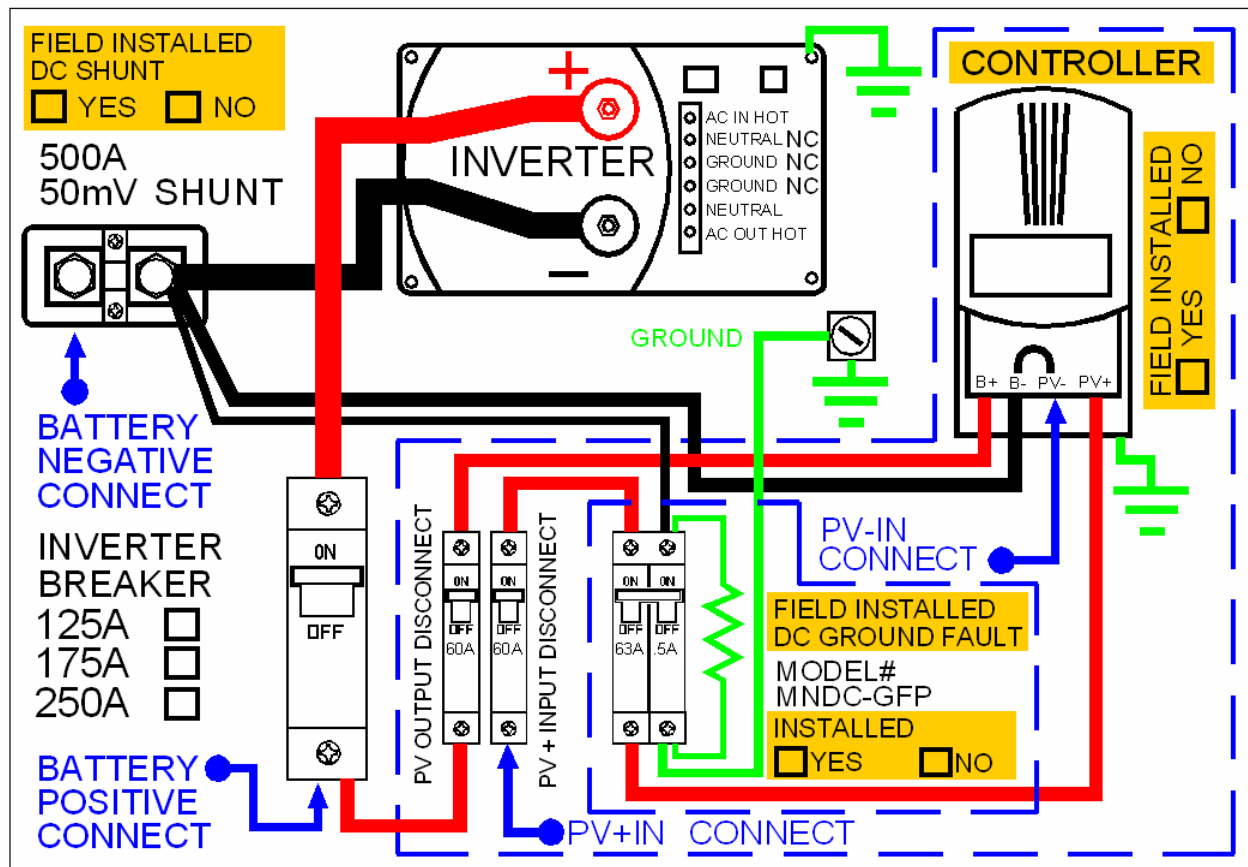 FIELD INSTALLED
DC SHUNT
YES NO
500A
50mV SHUNT
BATTERY
NEGATIVE
CONNECT
INVERTER
BREAKER
125A
175A
250A
BATTERY
POSITIVE
CONNECT
ON
OFF
+
INVERTER
−
AC IN HOT
NEUTRAL NC
GROUND NC
GROUND NC
NEUTRAL
AC OUT HOT
GROUND
CONTROLLER
B+ B- PV- PV+
FIELD INSTALLED
YES NO
PV OUTPUT DISCONNECT
ON
OFF
60A
ON
OFF
60A
PV + INPUT DISCONNECT
ON ON
OFF OFF
63A .5A
PV-IN
CONNECT
FIELD INSTALLED
DC GROUND FAULT
MODEL#
MNDC-GFP
INSTALLED
YES NO
PV+IN CONNECT